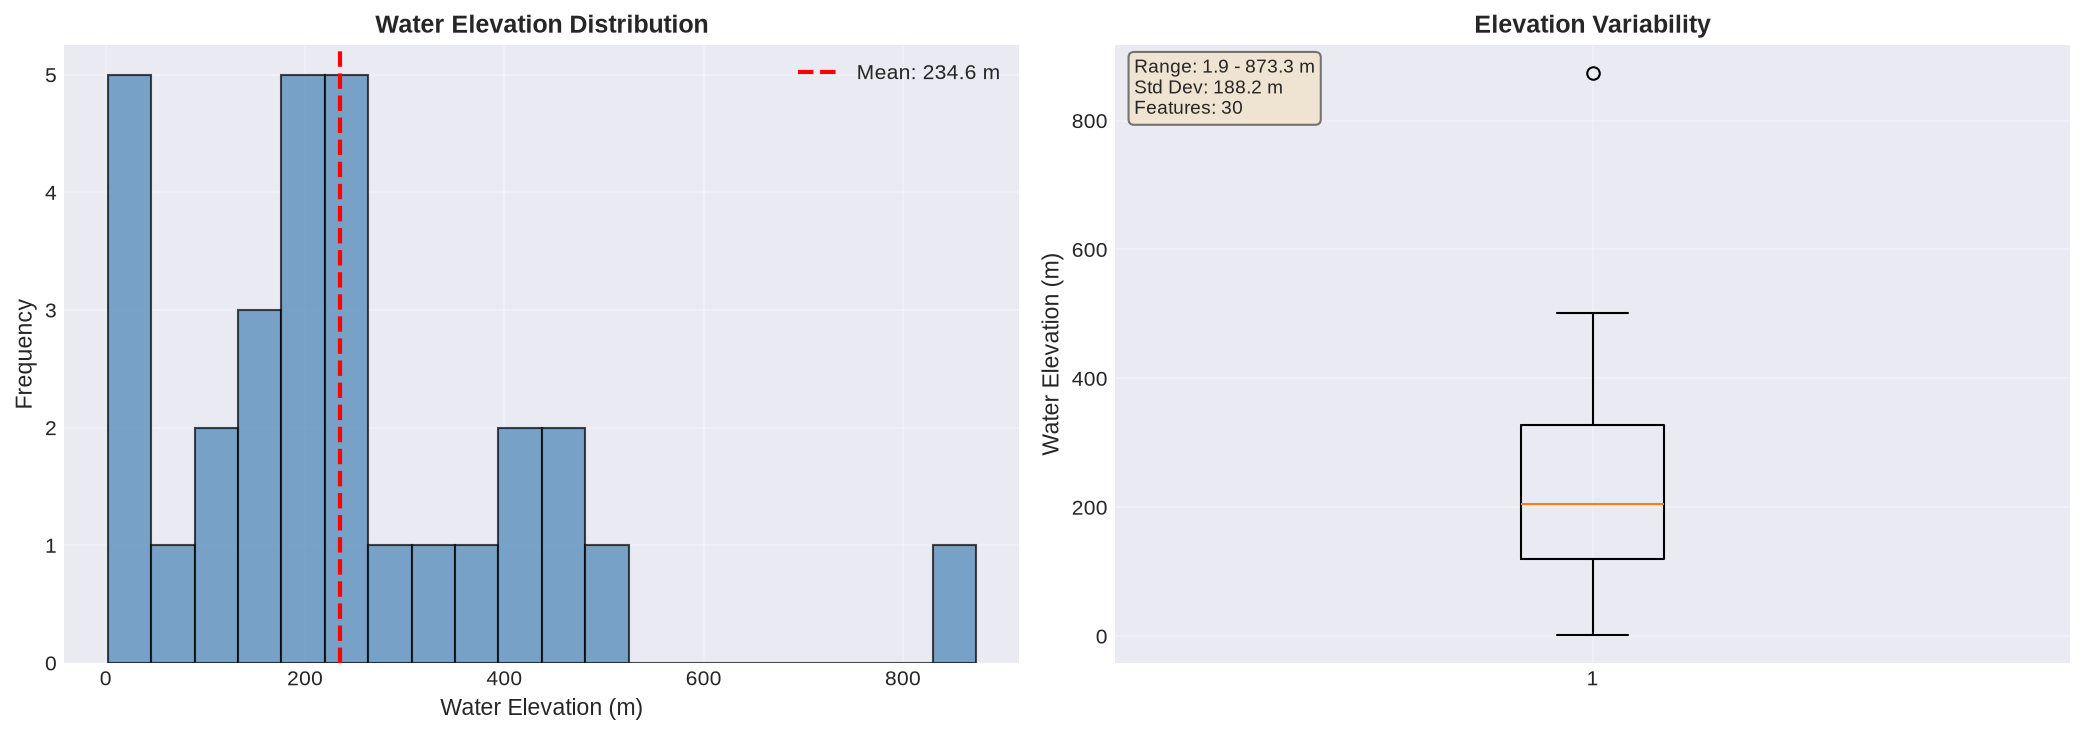 Water Elevation Distribution
Frequency
5
4
3
2
1
0
Mean: 234.6 m
0 200 400 600 800
Water Elevation (m)
Elevation Variability
Water Elevation (m)
Range: 1.9 - 873.3 m
Std Dev: 188.2 m
Features: 30
800
600
400
200
0
1